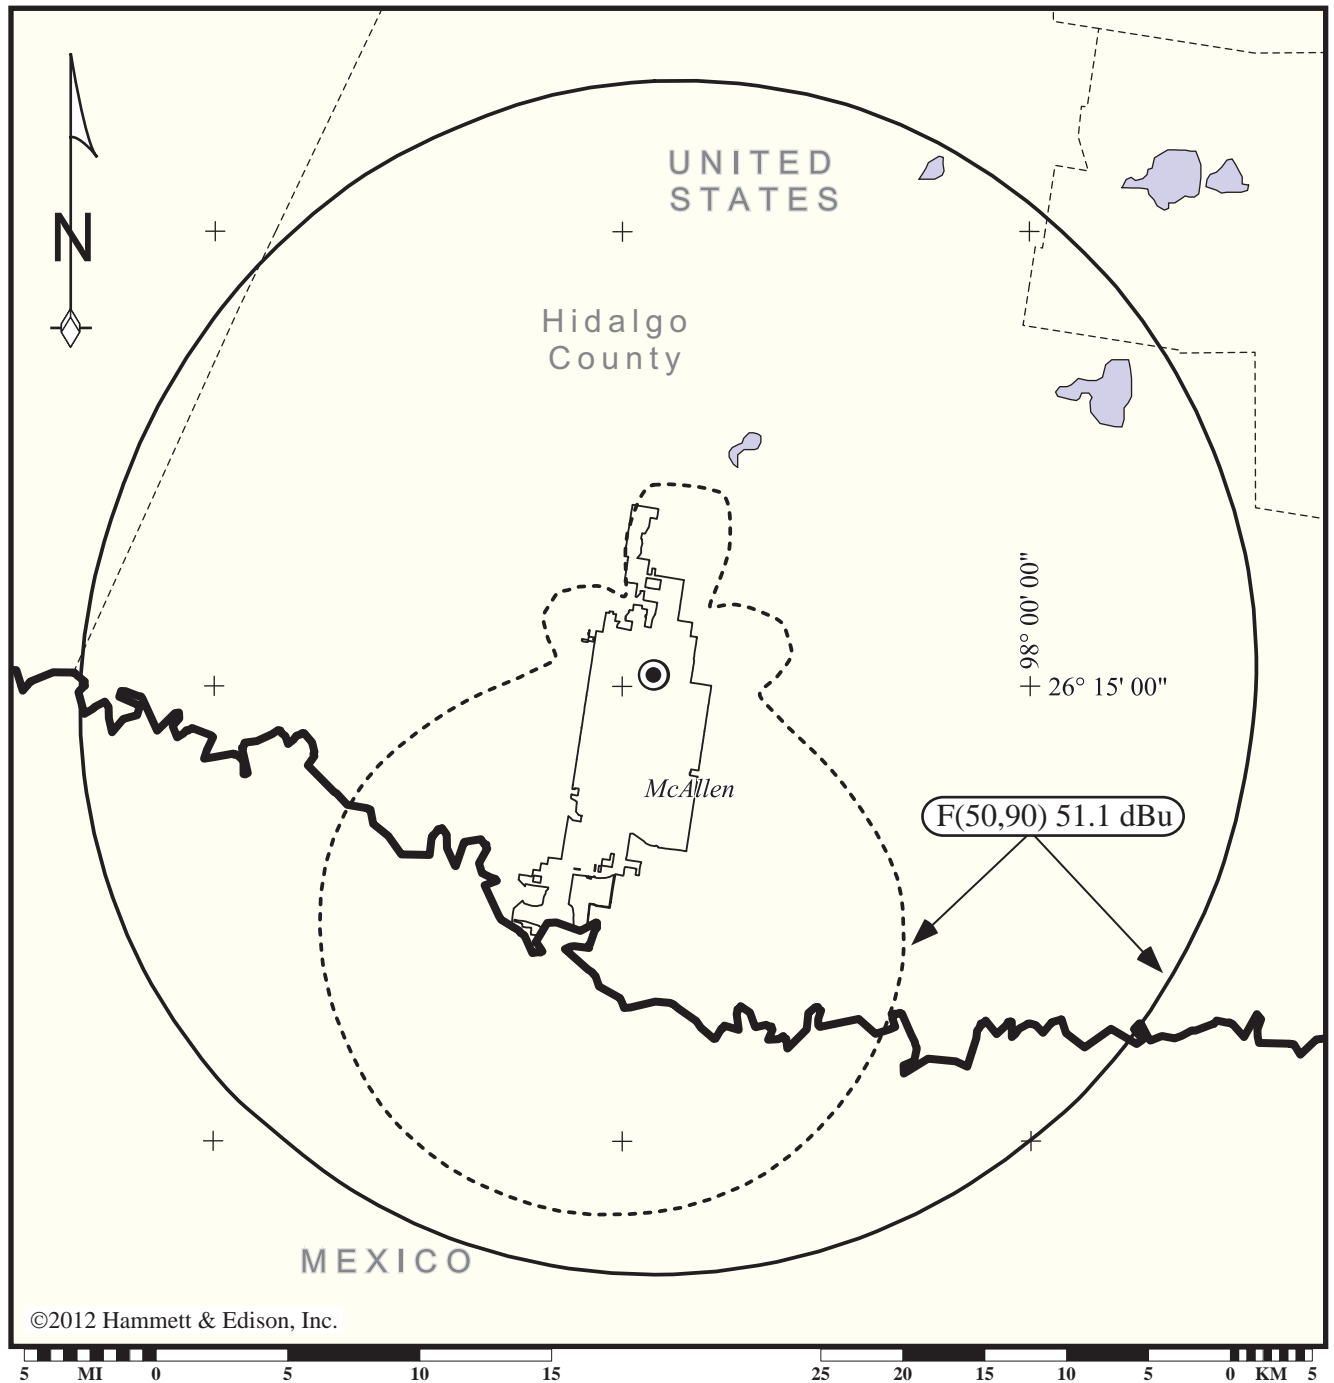 UNITED
STATES
N
Hidalgo
County
98° 00' 00"
26° 15' 00"
McAllen
F(50,90) 51.1 dBu
MEXICO
©2012 Hammett & Edison, Inc.
5 MI 0 5 10 15 25 20 15 10 5 0 KM 5